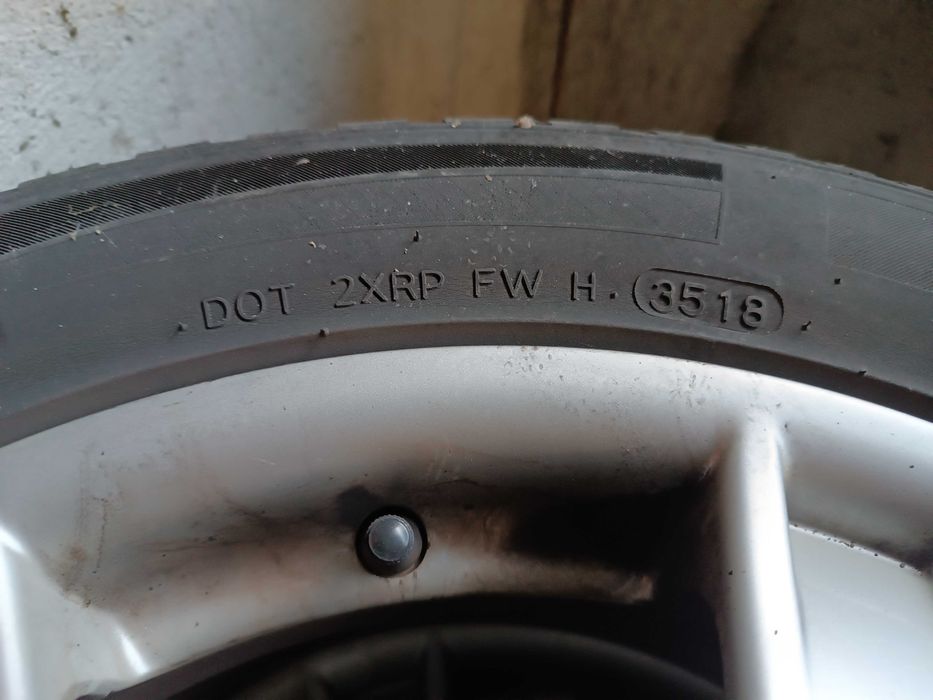 DOT 2XRP FW H. 3518